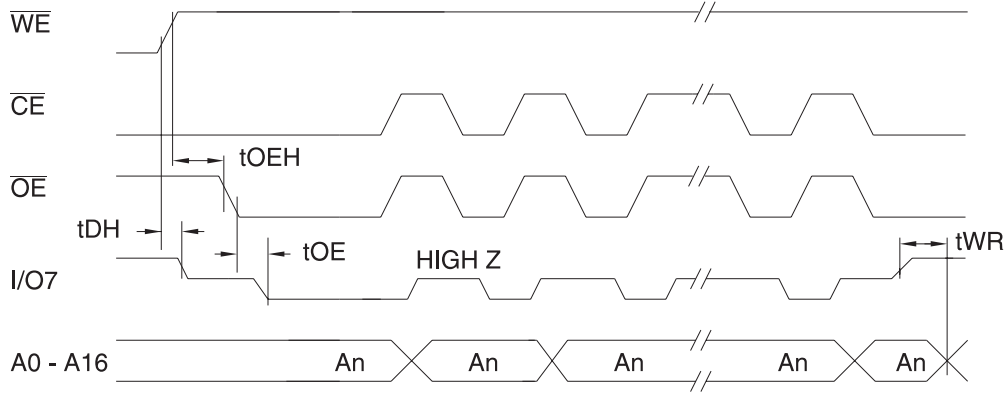 WE
CE
tOEH
OE
tDH
tOE
HIGH Z
tWR
I/O7
A0 - A16
An
An
An
An
An